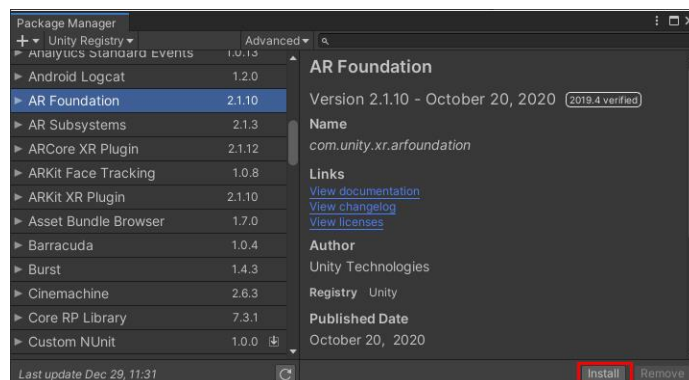 Package Manager
+ Unity Registry Advanced
Analytics Standard Events 1.0.13
Android Logcat 1.2.0
AR Foundation 2.1.10
AR Subsystems 2.1.3
ARCore XR Plugin 2.1.12
ARKit Face Tracking 1.0.8
ARKit XR Plugin 2.1.10
Asset Bundle Browser 1.7.0
Barracuda 1.0.4
Burst 1.4.3
Cinemachine 2.6.3
Core RP Library 7.3.1
Custom NUnit 1.0.0
Last update Dec 29, 11:31
AR Foundation
Version 2.1.10 - October 20, 2020 2019.4 verified
Name
com.unity.xr.arfoundation
Links
View documentation
View changelog
View licenses
Author
Unity Technologies
Registry Unity
Published Date
October 20, 2020
Install Remove